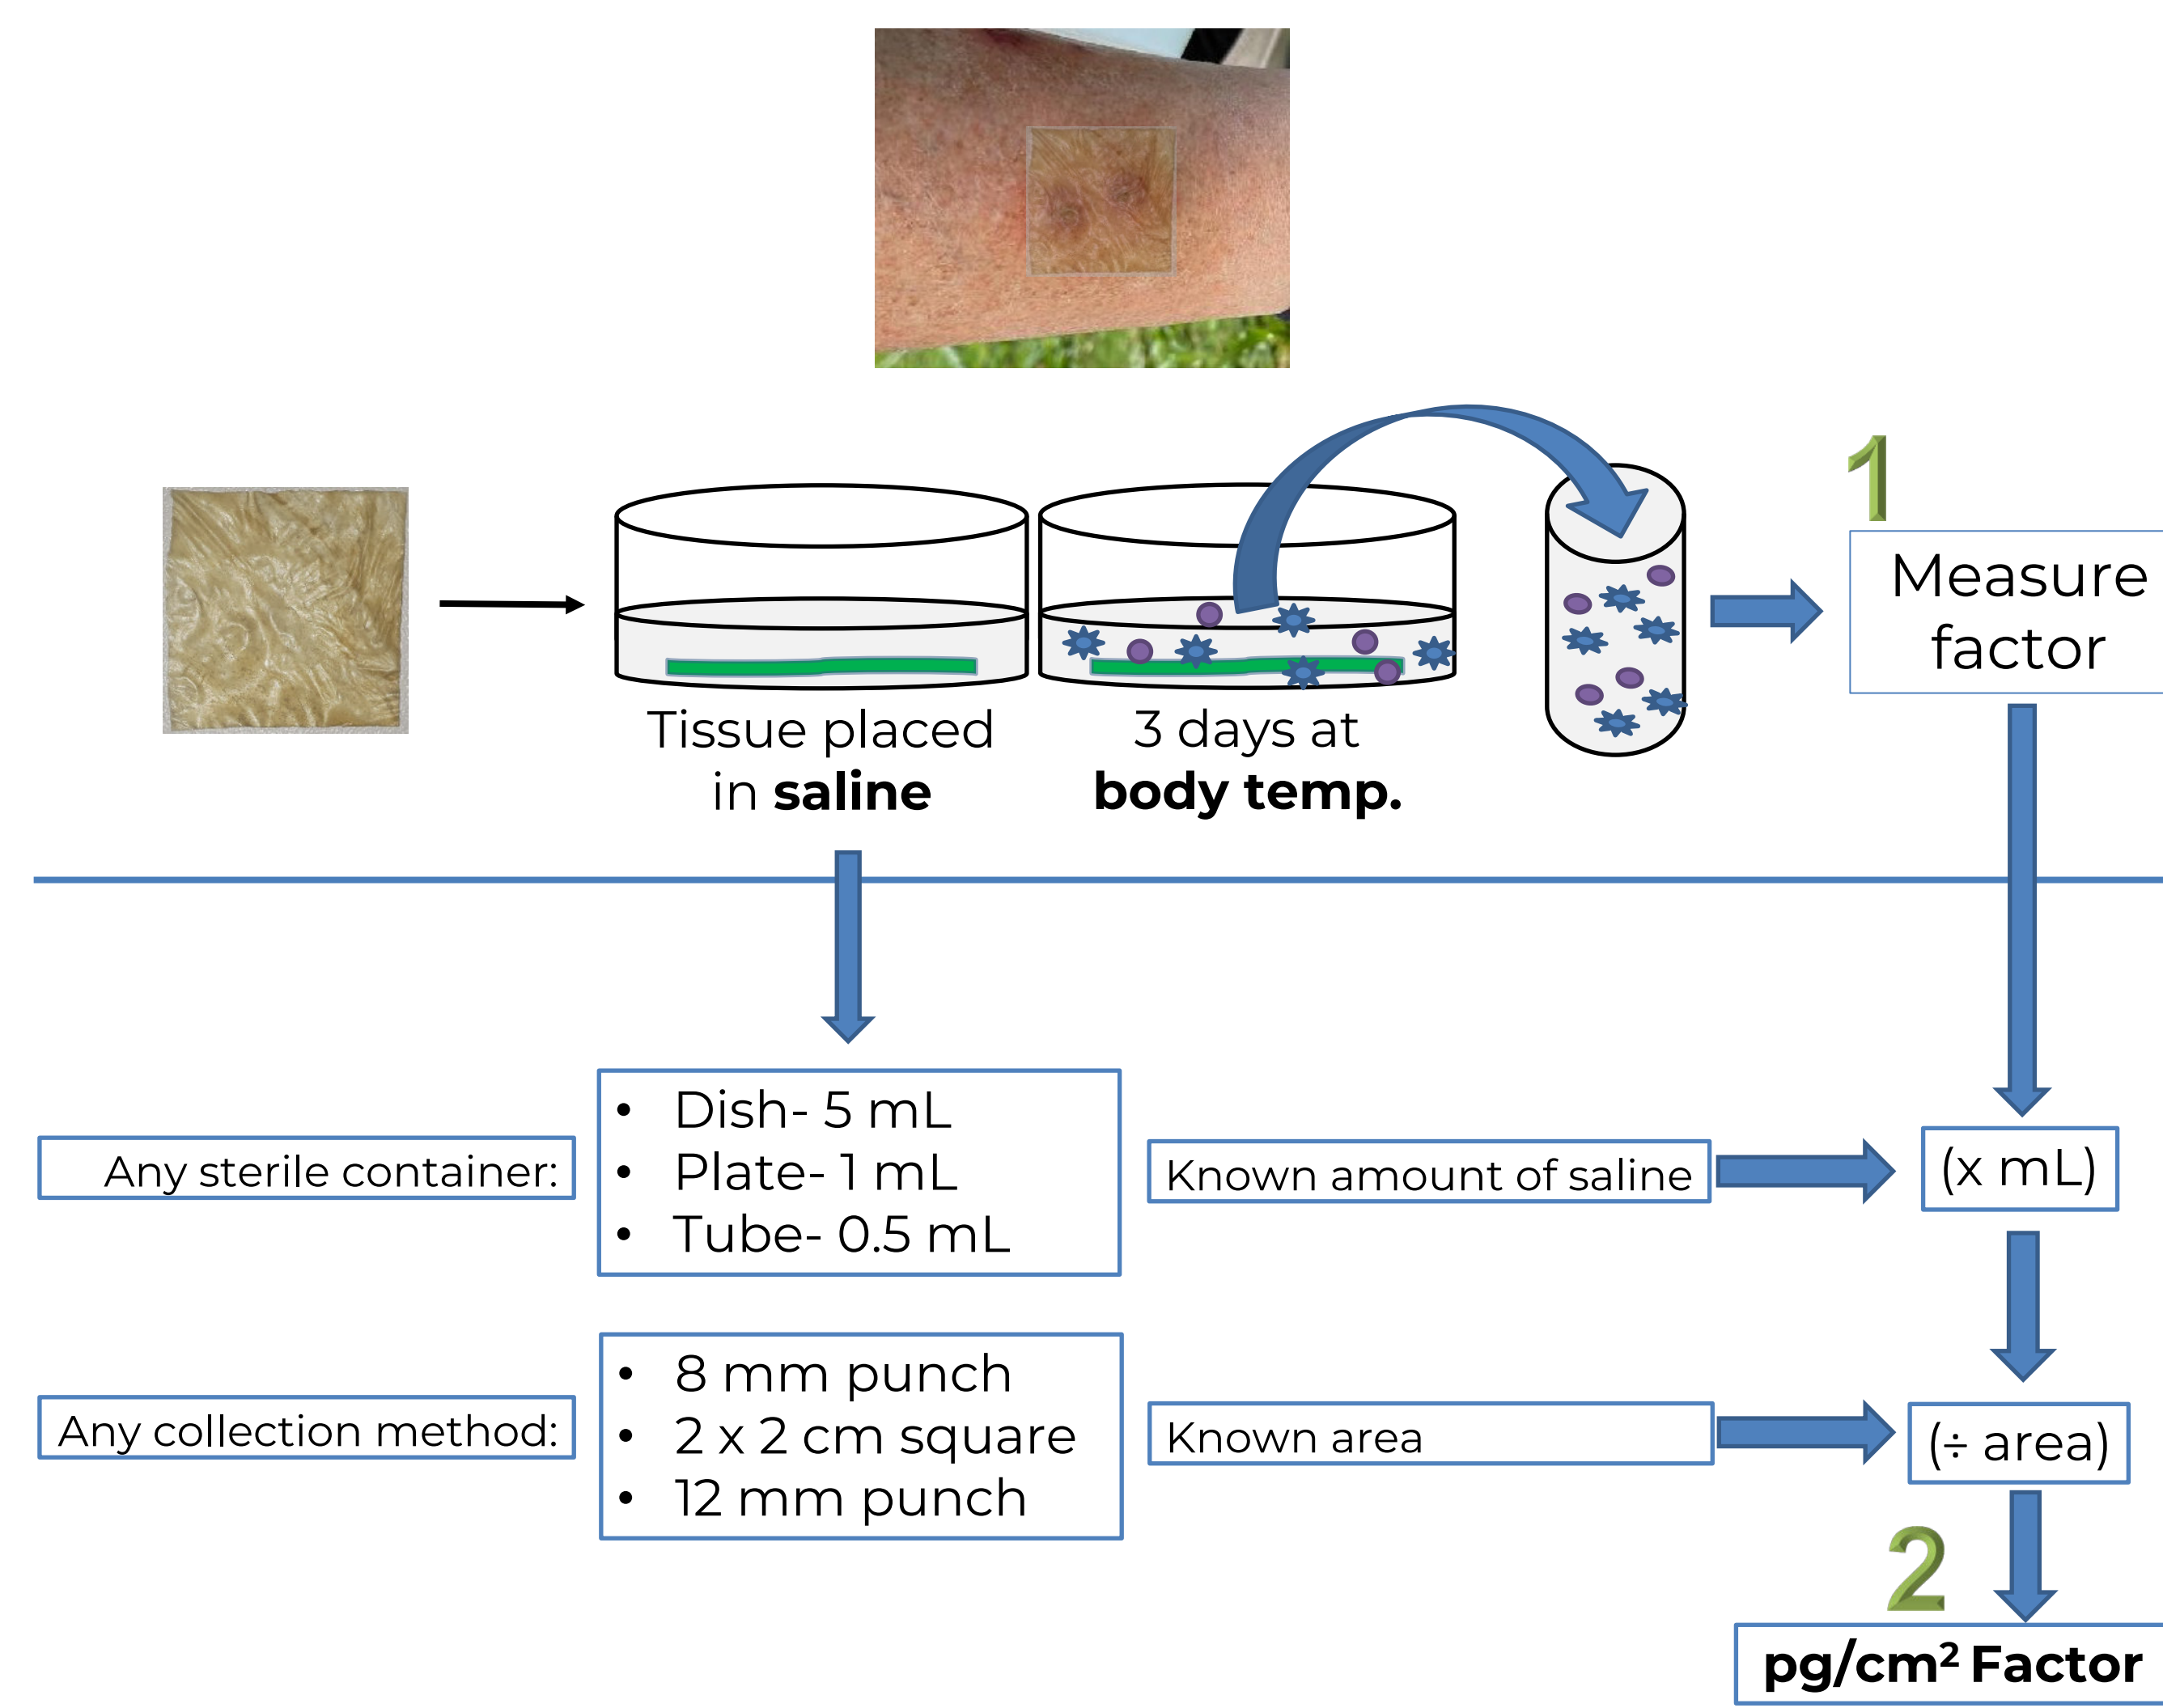 1
Measure
factor
Tissue placed
in saline
3 days at
body temp.
Any sterile container:
• Dish- 5 mL
• Plate- 1 mL
• Tube- 0.5 mL
Known amount of saline
(x mL)
Any collection method:
• 8 mm punch
• 2 x 2 cm square
• 12 mm punch
Known area
(÷ area)
2
pg/cm² Factor